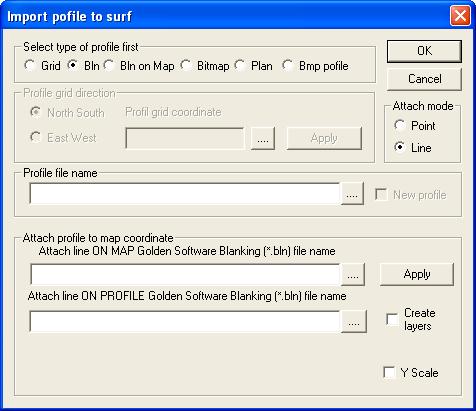 Import pofile to surf
Select type of profile first
Grid Bln Bln on Map Bitmap Plan Bmp pofile
OK
Cancel
Profile grid direction
North South Profil grid coordinate
East West .... Apply
Attach mode
Point
Line
Profile file name
.... New profile
Attach profile to map coordinate
Attach line ON MAP Golden Software Blanking (*.bln) file name
.... Apply
Attach line ON PROFILE Golden Software Blanking (*.bln) file name
.... Create
layers
Y Scale